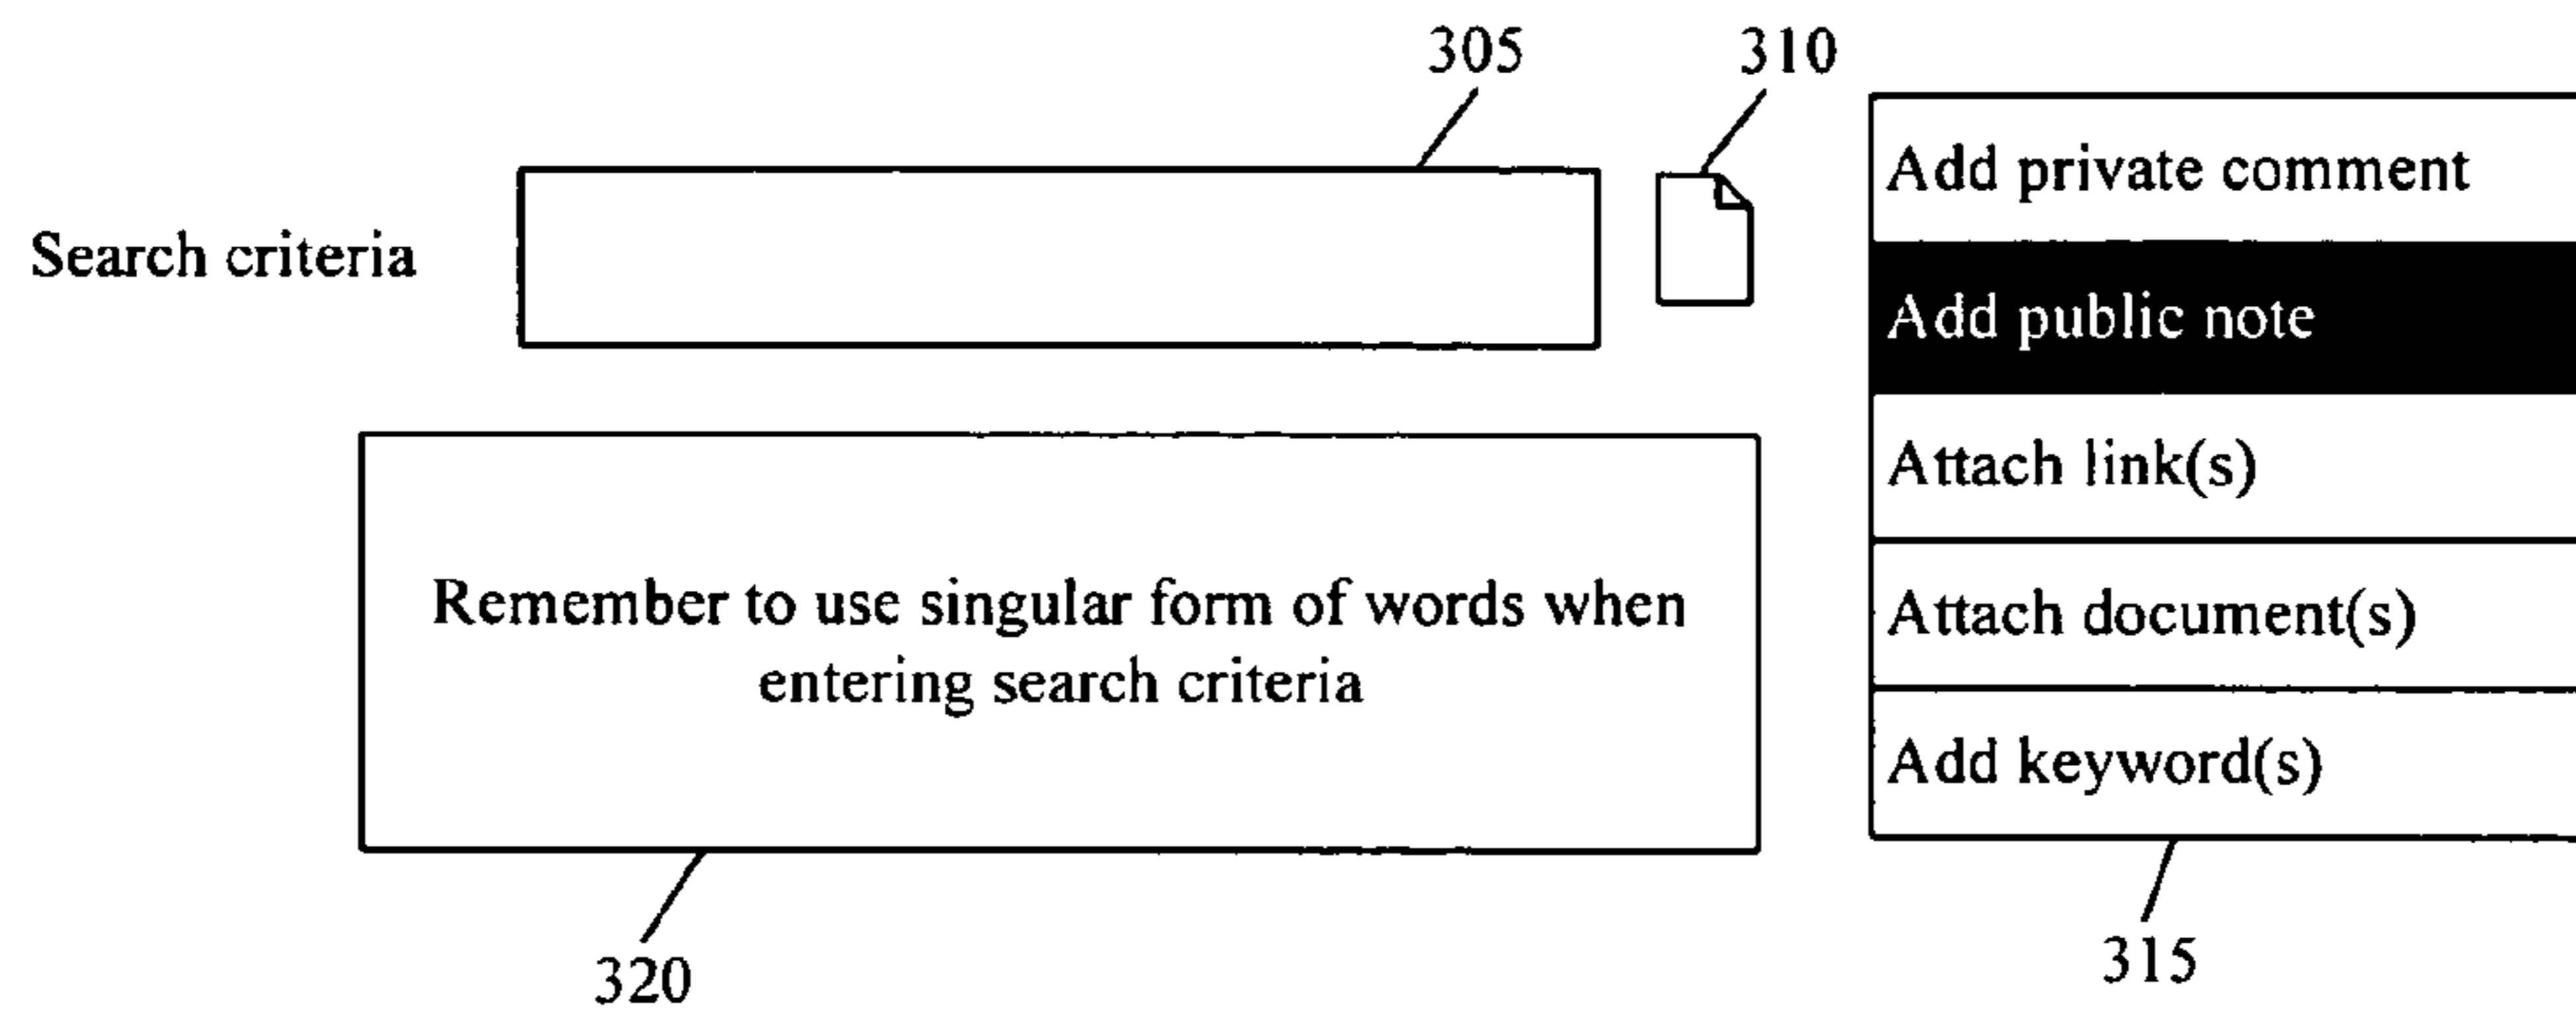 305
310
Search criteria
Add private comment
Add public note
Attach link(s)
Attach document(s)
Add keyword(s)
Remember to use singular form of words when
entering search criteria
320
315